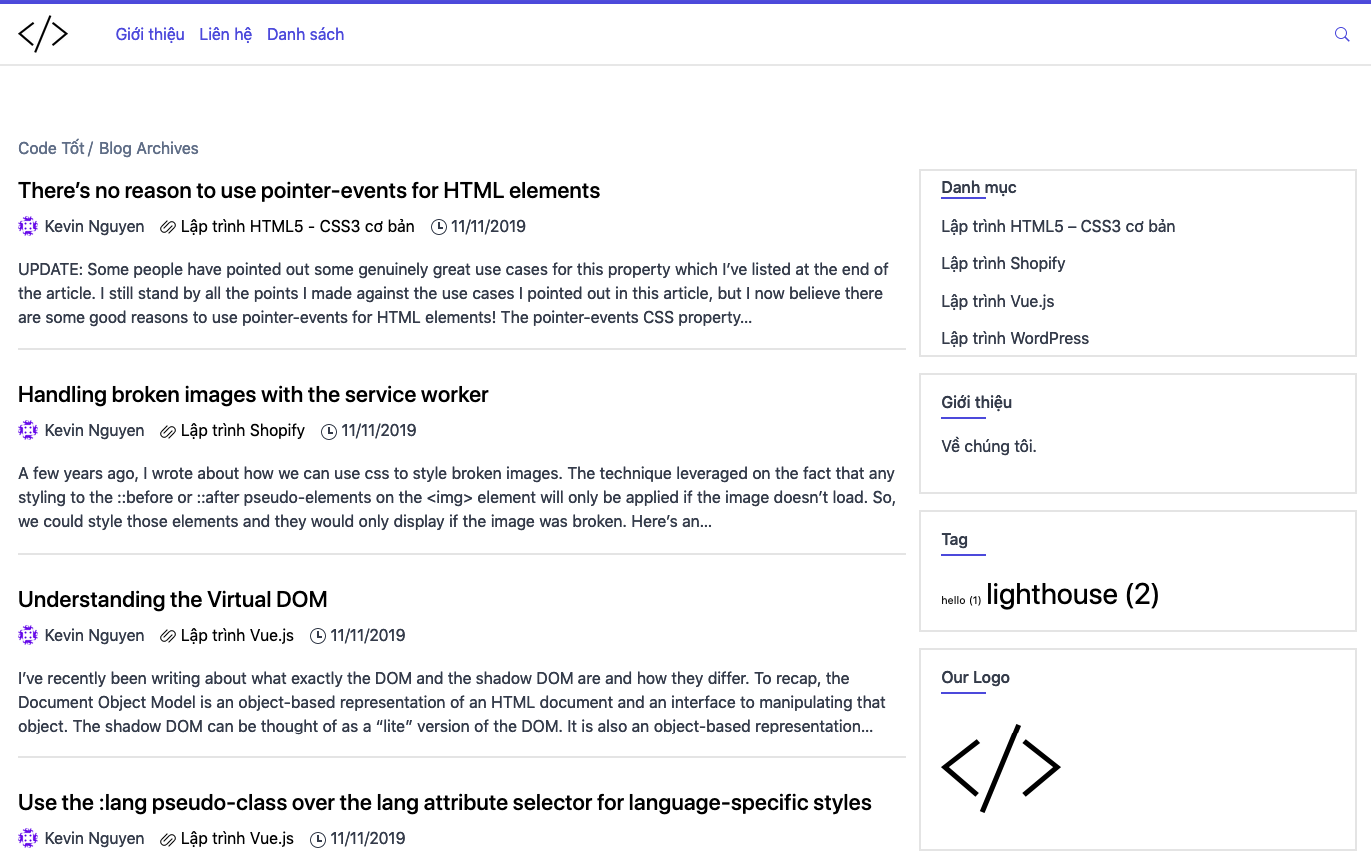 Giới thiệu Liên hệ Danh sách
Code Tốt / Blog Archives
There’s no reason to use pointer-events for HTML elements
Kevin Nguyen Lập trình HTML5 - CSS3 cơ bản 11/11/2019
UPDATE: Some people have pointed out some genuinely great use cases for this property which I’ve listed at the end of
the article. I still stand by all the points I made against the use cases I pointed out in this article, but I now believe there
are some good reasons to use pointer-events for HTML elements! The pointer-events CSS property...
Handling broken images with the service worker
Kevin Nguyen Lập trình Shopify 11/11/2019
A few years ago, I wrote about how we can use css to style broken images. The technique leveraged on the fact that any
styling to the ::before or ::after pseudo-elements on the <img> element will only be applied if the image doesn’t load. So,
we could style those elements and they would only display if the image was broken. Here’s an...
Understanding the Virtual DOM
Kevin Nguyen Lập trình Vue.js 11/11/2019
I’ve recently been writing about what exactly the DOM and the shadow DOM are and how they differ. To recap, the
Document Object Model is an object-based representation of an HTML document and an interface to manipulating that
object. The shadow DOM can be thought of as a “lite” version of the DOM. It is also an object-based representation...
Use the :lang pseudo-class over the lang attribute selector for language-specific styles
Kevin Nguyen Lập trình Vue.js 11/11/2019
Danh mục
Lập trình HTML5 – CSS3 cơ bản
Lập trình Shopify
Lập trình Vue.js
Lập trình WordPress
Giới thiệu
Về chúng tôi.
Tag
hello (1) lighthouse (2)
Our Logo